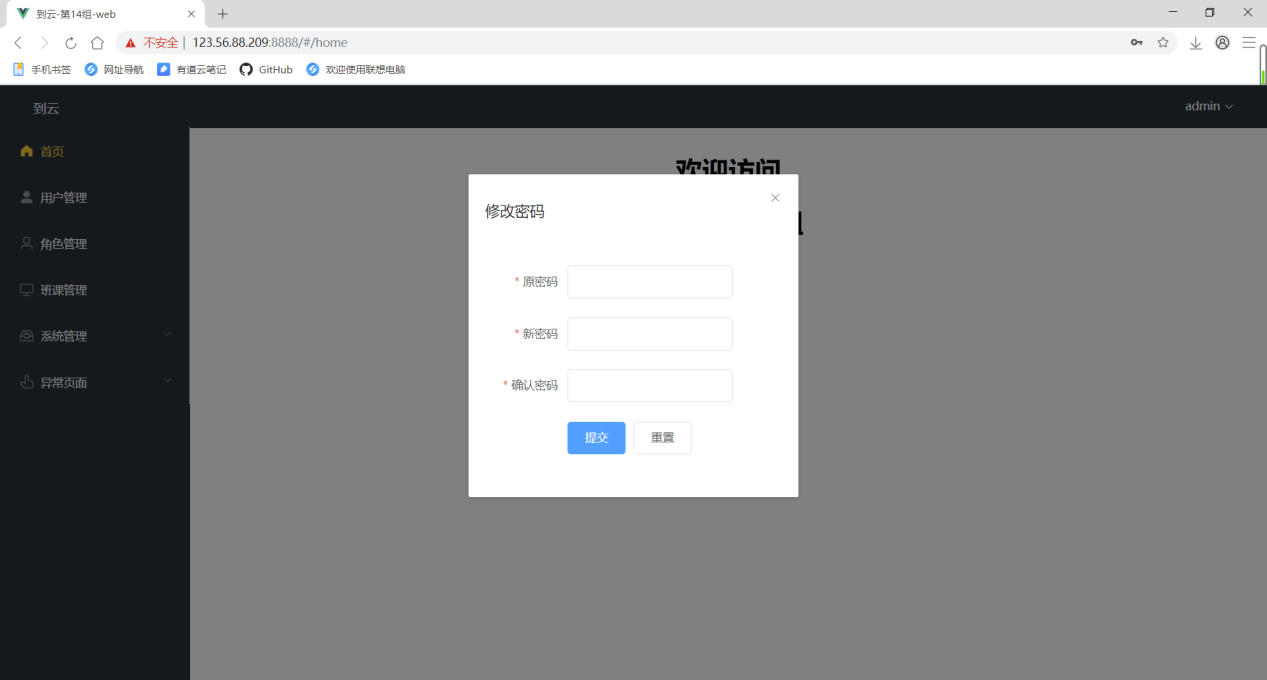 到云-第14组-web
不安全 123.56.88.209:8888/#/home
手机书签 网址导航 有道云笔记 GitHub 欢迎使用联想电脑
到云
admin
首页
用户管理
角色管理
班课管理
系统管理
异常页面
欢迎访问
修改密码
* 原密码
* 新密码
* 确认密码
提交 重置